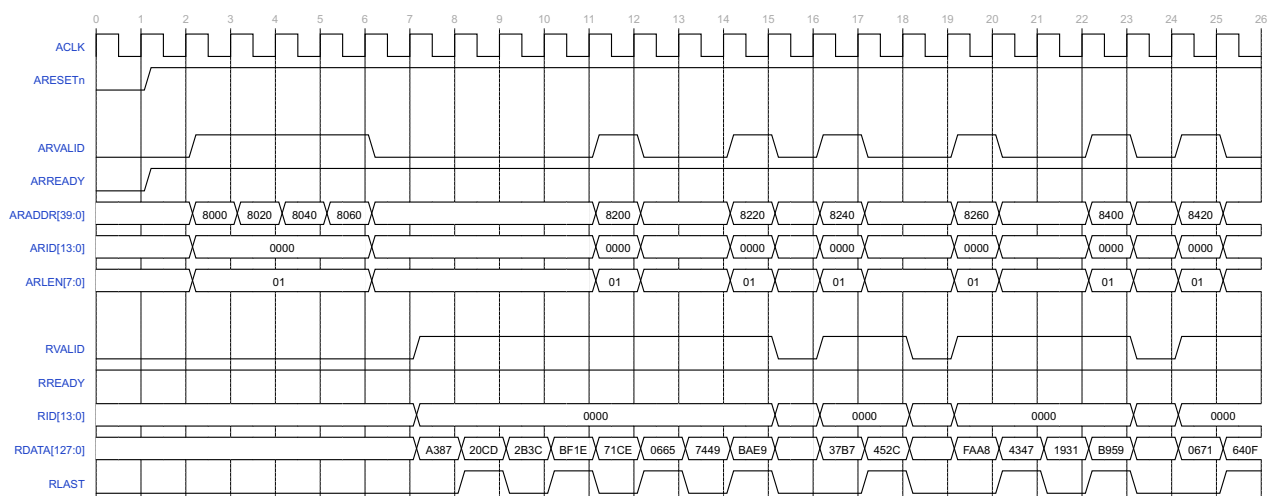 0 1 2 3 4 5 6 7 8 9 10 11 12 13 14 15 16 17 18 19 20 21 22 23 24 25 26
ACLK
ARESETn
ARVALID
ARREADY
ARADDR[39:0] 8000 8020 8040 8060 8200 8220 8240 8260 8400 8420
ARID[13:0] 0000 0000 0000 0000 0000 0000 0000
ARLEN[7:0] 01 01 01 01 01 01 01
RVALID
RREADY
RID[13:0] 0000 0000 0000 0000
RDATA[127:0] A387 20CD 2B3C BF1E 71CE 0665 7449 BAE9 37B7 452C FAA8 4347 1931 B959 0671 640F
RLAST